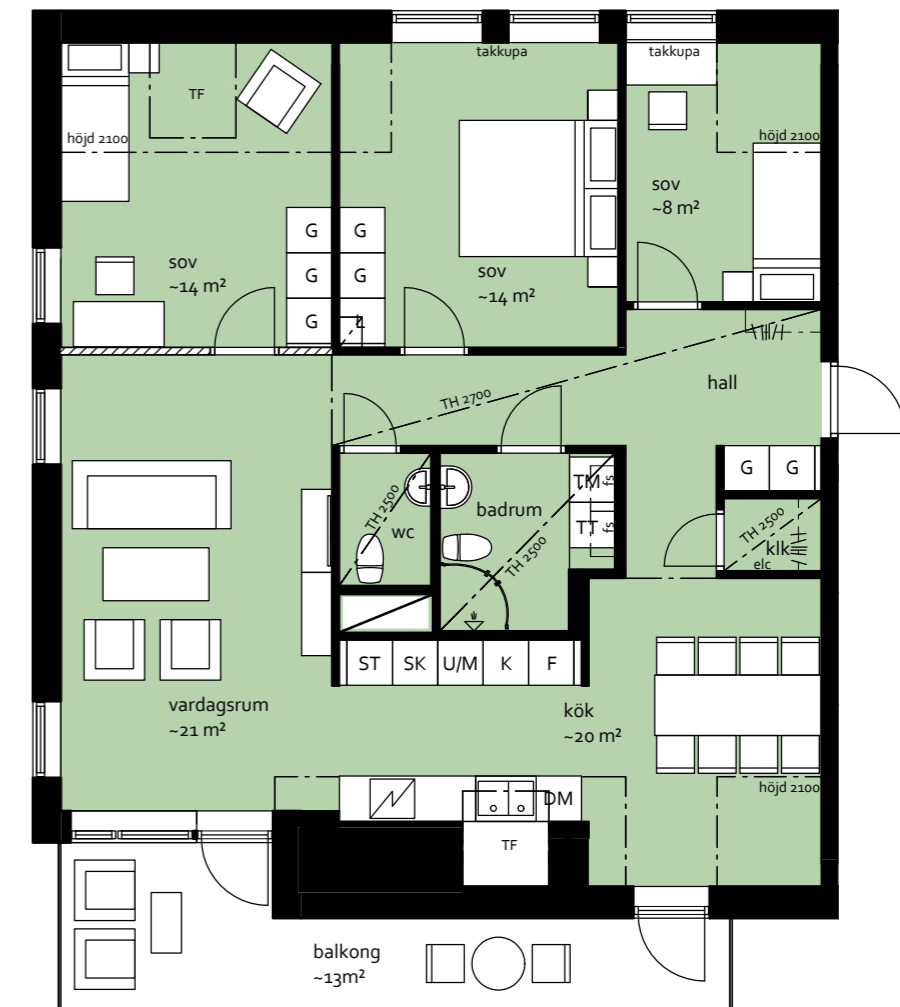 takkupa
takkupa
TF
höjd 2100
höjd 2100
sov
~8 m²
G
G
sov
~14 m²
G
G
sov
~14 m²
G
L
TH 2700
hall
G
G
TH 2500
wc
badrum
TM
fs
TT
fs
TH 2500
TH 2500
klk
elc
ST
SK
U/M
K
F
vardagsrum
~21 m²
kök
~20 m²
höjd 2100
DM
TF
balkong
~13m²